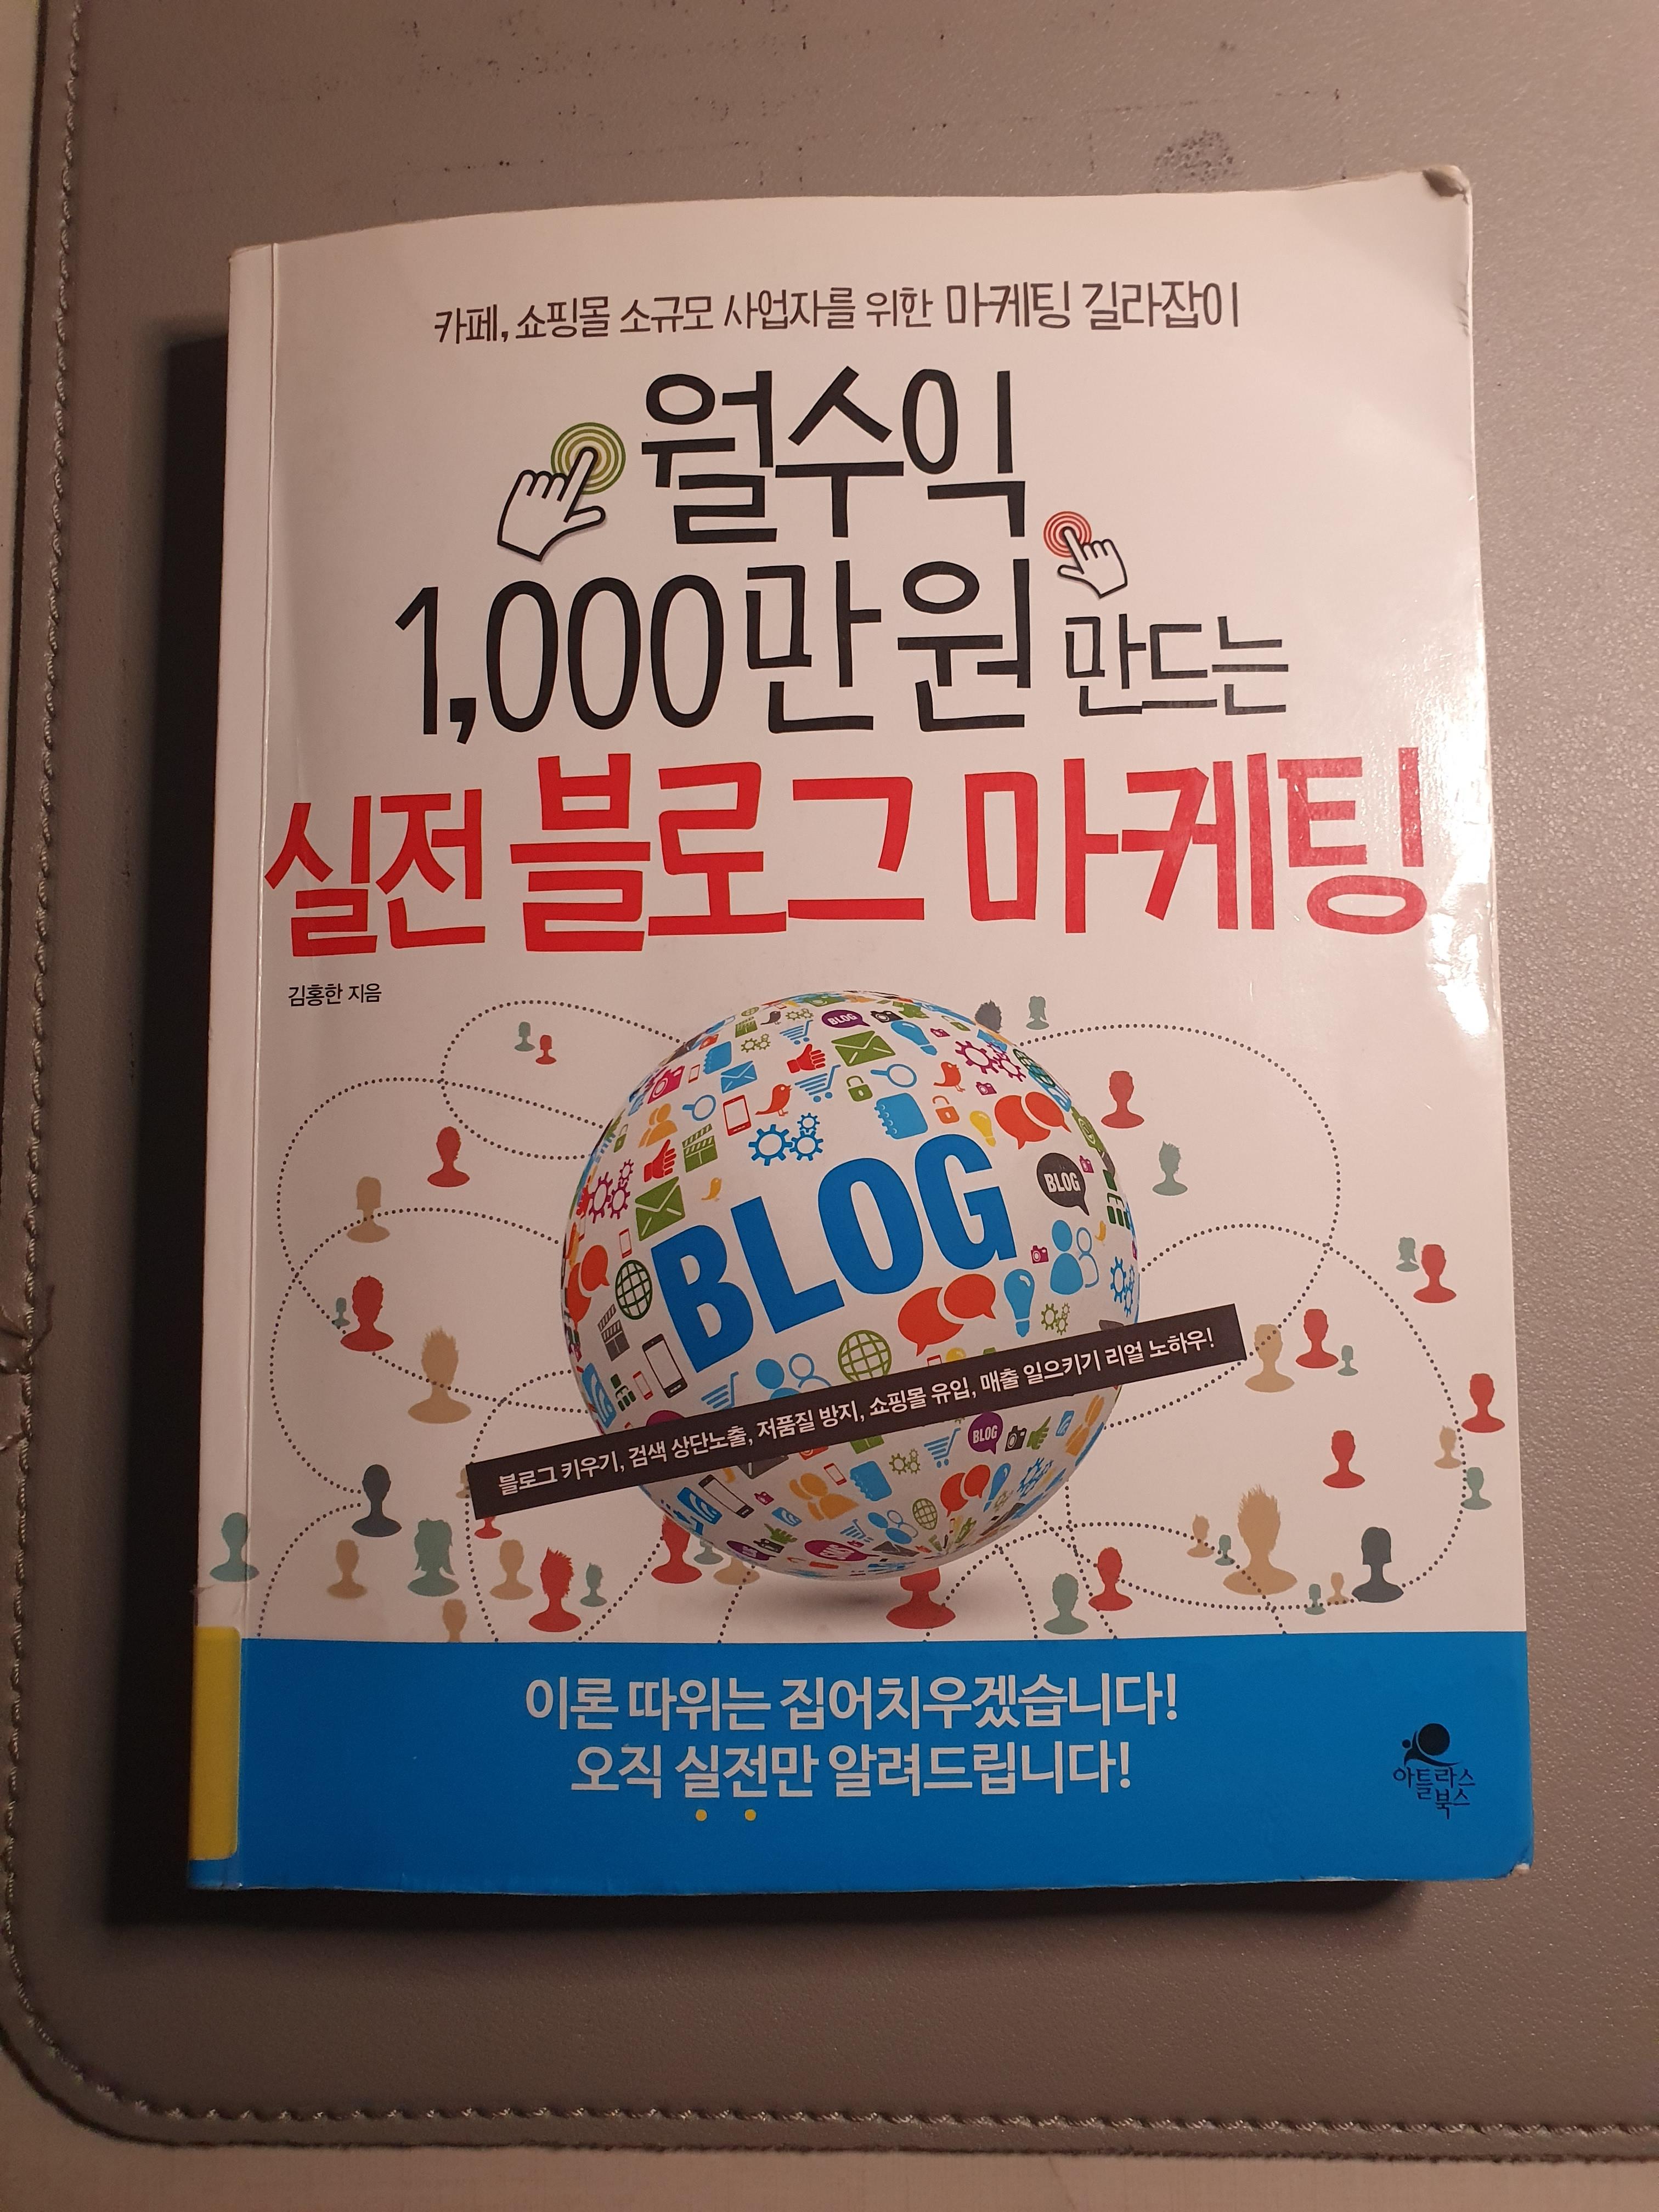 카페, 쇼핑몰 소규모 사업자를 위한 마케팅 길라잡이
월수익
1,000만원 만드는
실전 블로그 마케팅
김홍한 지음
BLOG
BLOG
BLOG
블로그 키우기, 검색 상단노출, 저품질 방지, 쇼핑몰 유입, 매출 일으키기 리얼 노하우!
BLOG
이론 따위는 집어치우겠습니다!
오직 실전만 알려드립니다!
아틀라스
북스